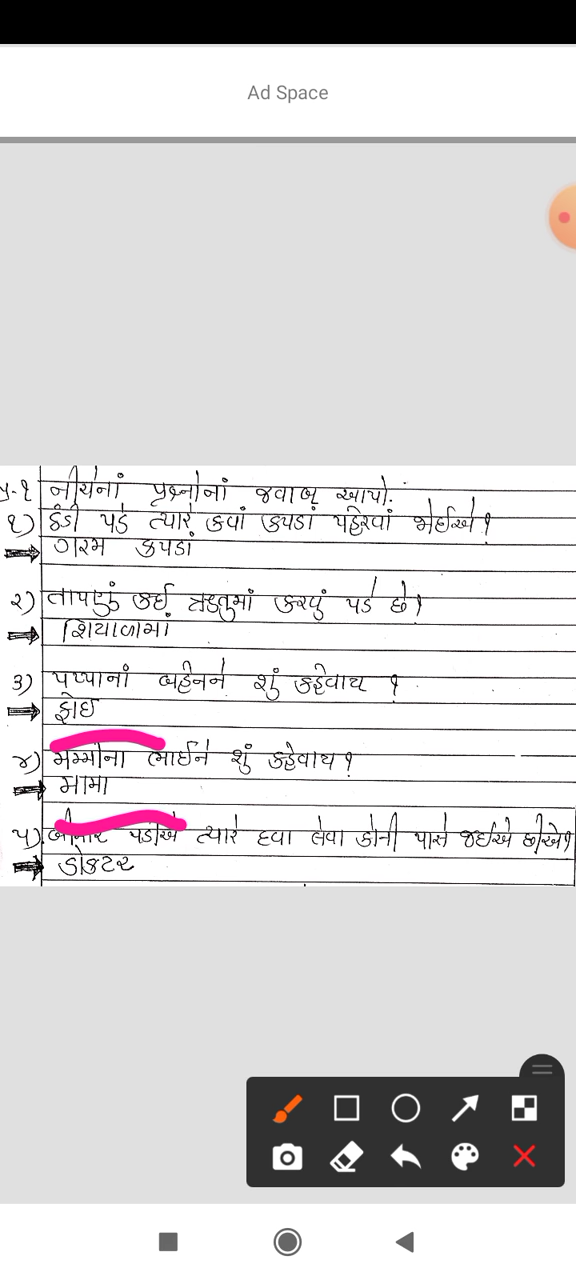 Ad Space
પ્ર-૧ નીચેનાં પ્રશ્નોનાં જવાબ આપો.
૧) ઠંડી પડે ત્યારે કેવાં કપડાં પહેરવાં જોઈએ?
ગરમ કપડાં
૨) તાપણું કઈ ઋતુમાં કરવું પડે છે?
શિયાળામાં
૩) પપ્પાનાં બહેનને શું કહેવાય ?
ફોઈ
૪) મમ્મીના ભાઈને શું કહેવાય?
મામા
૫) બીમાર પડીએ ત્યારે દવા લેવા કોની પાસે જઈએ છીએ?
ડોક્ટર